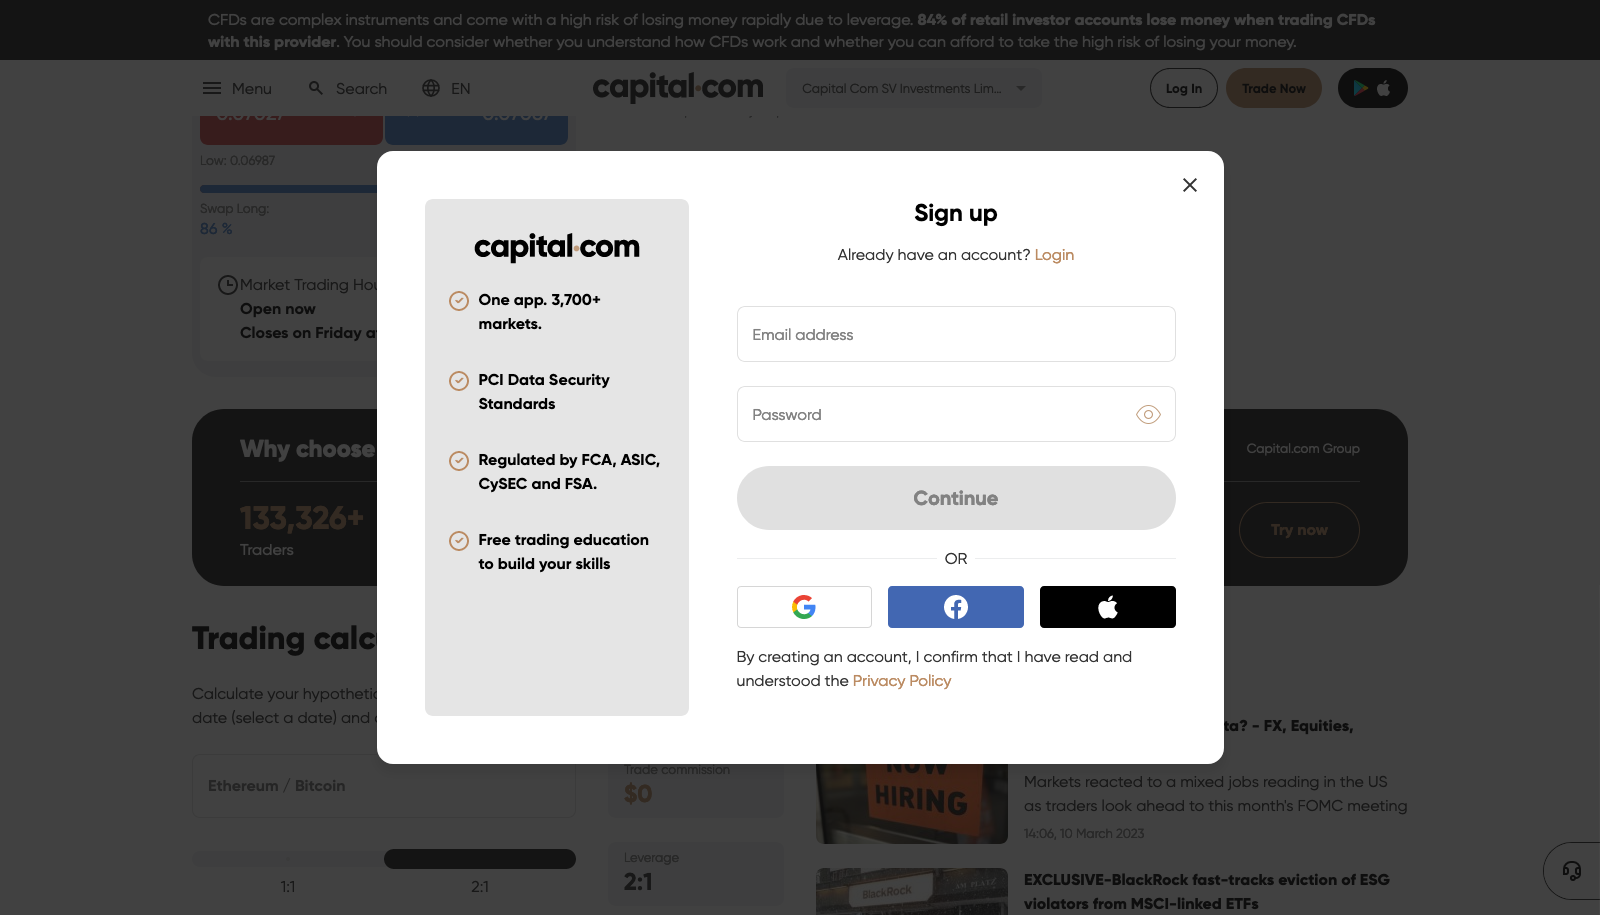 CFDs are complex instruments and come with a high risk of losing money rapidly due to leverage. 84% of retail investor accounts lose money when trading CFDs
with this provider. You should consider whether you understand how CFDs work and whether you can afford to take the high risk of losing your money.
Menu
Search
EN
capital.com
Capital Com SV Investments Lim...
Log In
Trade Now
Low: 0.06987
Swap Long:
86 %
Market Trading Hou
Open now
Closes on Friday at
Why choose
Capital.com Group
133,326+
Traders
Try now
Sign up
Already have an account? Login
capital.com
One app. 3,700+
markets.
PCI Data Security
Standards
Regulated by FCA, ASIC,
CySEC and FSA.
Free trading education
to build your skills
Email address
Password
Continue
OR
By creating an account, I confirm that I have read and
understood the Privacy Policy
Trading calc
Calculate your hypothetic
date (select a date) and
Ethereum / Bitcoin
1:1
2:1
Trade commission
$0
Leverage
2:1
ta? - FX, Equities,
NOW
HIRING
Markets reacted to a mixed jobs reading in the US
as traders look ahead to this month's FOMC meeting
14:06, 10 March 2023
BlackRock
EXCLUSIVE-BlackRock fast-tracks eviction of ESG
violators from MSCI-linked ETFs